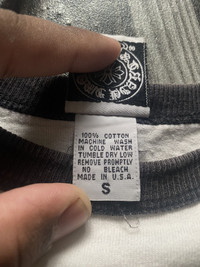 100% COTTON
MACHINE WASH
IN COLD WATER
TUMBLE DRY LOW
REMOVE PROMPTLY
NO BLEACH
MADE IN U.S.A.
S